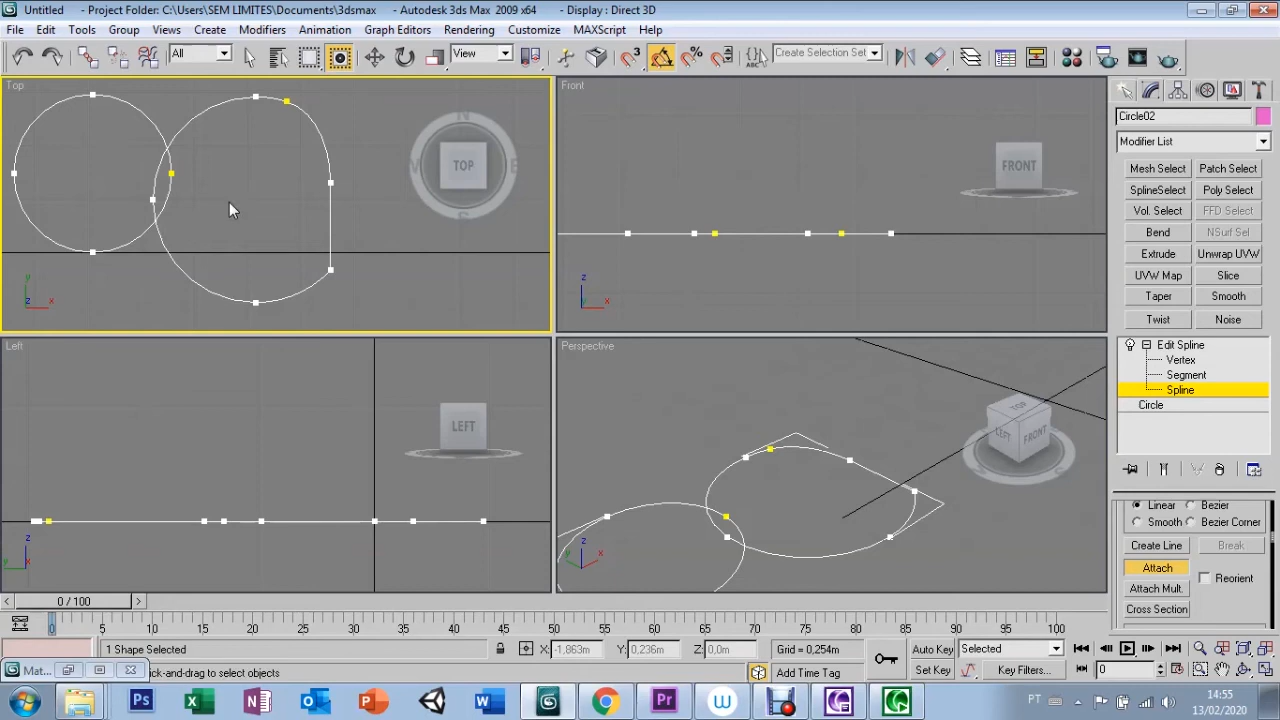 Untitled - Project Folder: C:\Users\SEM LIMITES\Documents\3dsmax - Autodesk 3ds Max 2009 x64 - Display : Direct 3D
File Edit Tools Group Views Create Modifiers Animation Graph Editors Rendering Customize MAXScript Help
All View 3 Create Selection Set
Top
TOP
N
S
E
y
z x
Front
FRONT
z
x
Left
LEFT
z
y
Perspective
TOP
LEFT FRONT
z
y x
Circle02
Modifier List
Mesh Select Patch Select
SplineSelect Poly Select
Vol. Select FFD Select
Bend NSurf Sel
Extrude Unwrap UVW
UVW Map Slice
Taper Smooth
Twist Noise
Edit Spline
Vertex
Segment
Spline
Circle
Linear Bezier
Smooth Bezier Corner
Create Line Break
Attach Reorient
Attach Mult.
Cross Section
< 0 / 100 >
0 5 10 15 20 25 30 35 40 45 50 55 60 65 70 75 80 85 90 95 100
1 Shape Selected X: -1,863m Y: 0,236m Z: 0,0m Grid = 0,254m Auto Key Selected
Mat... ck-and-drag to select objects Add Time Tag Set Key Key Filters... 0
Ps X N O P W Pr W
PT 14:55
13/02/2020